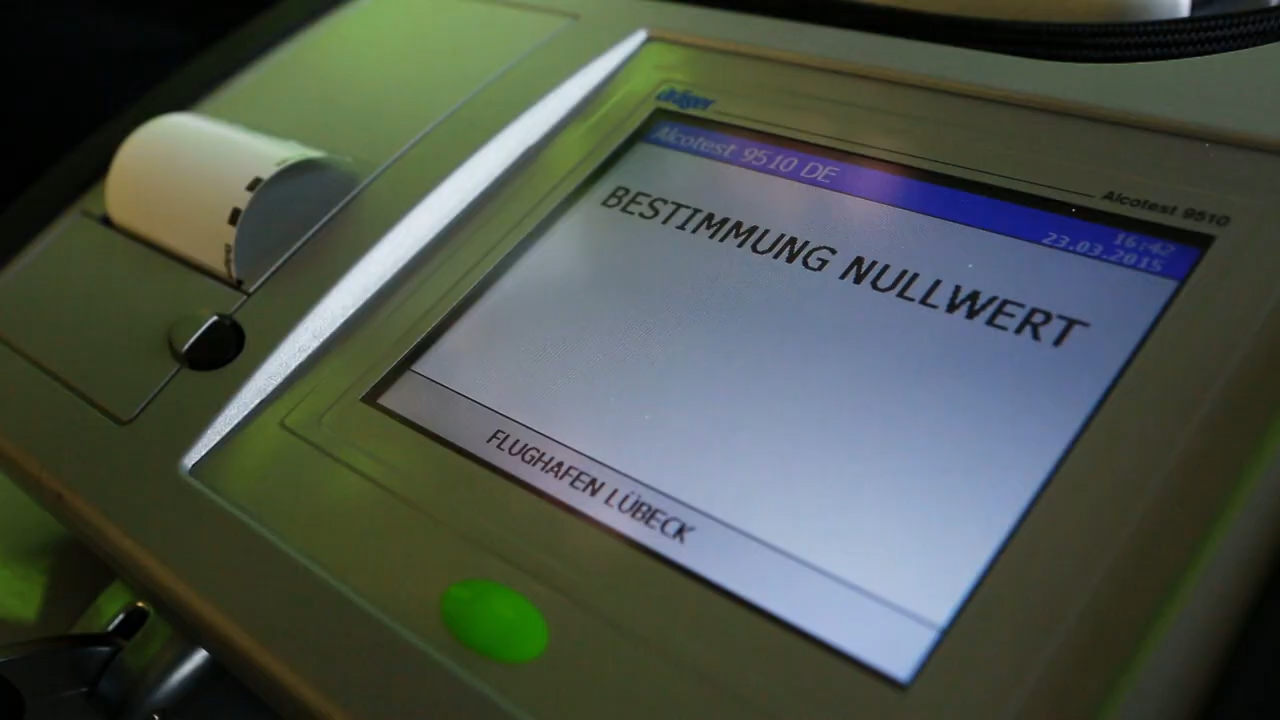 dräger
Alcotest 9510 DE
Alcotest 9510
16:42
23.03.2015
BESTIMMUNG NULLWERT
FLUGHAFEN LÜBECK